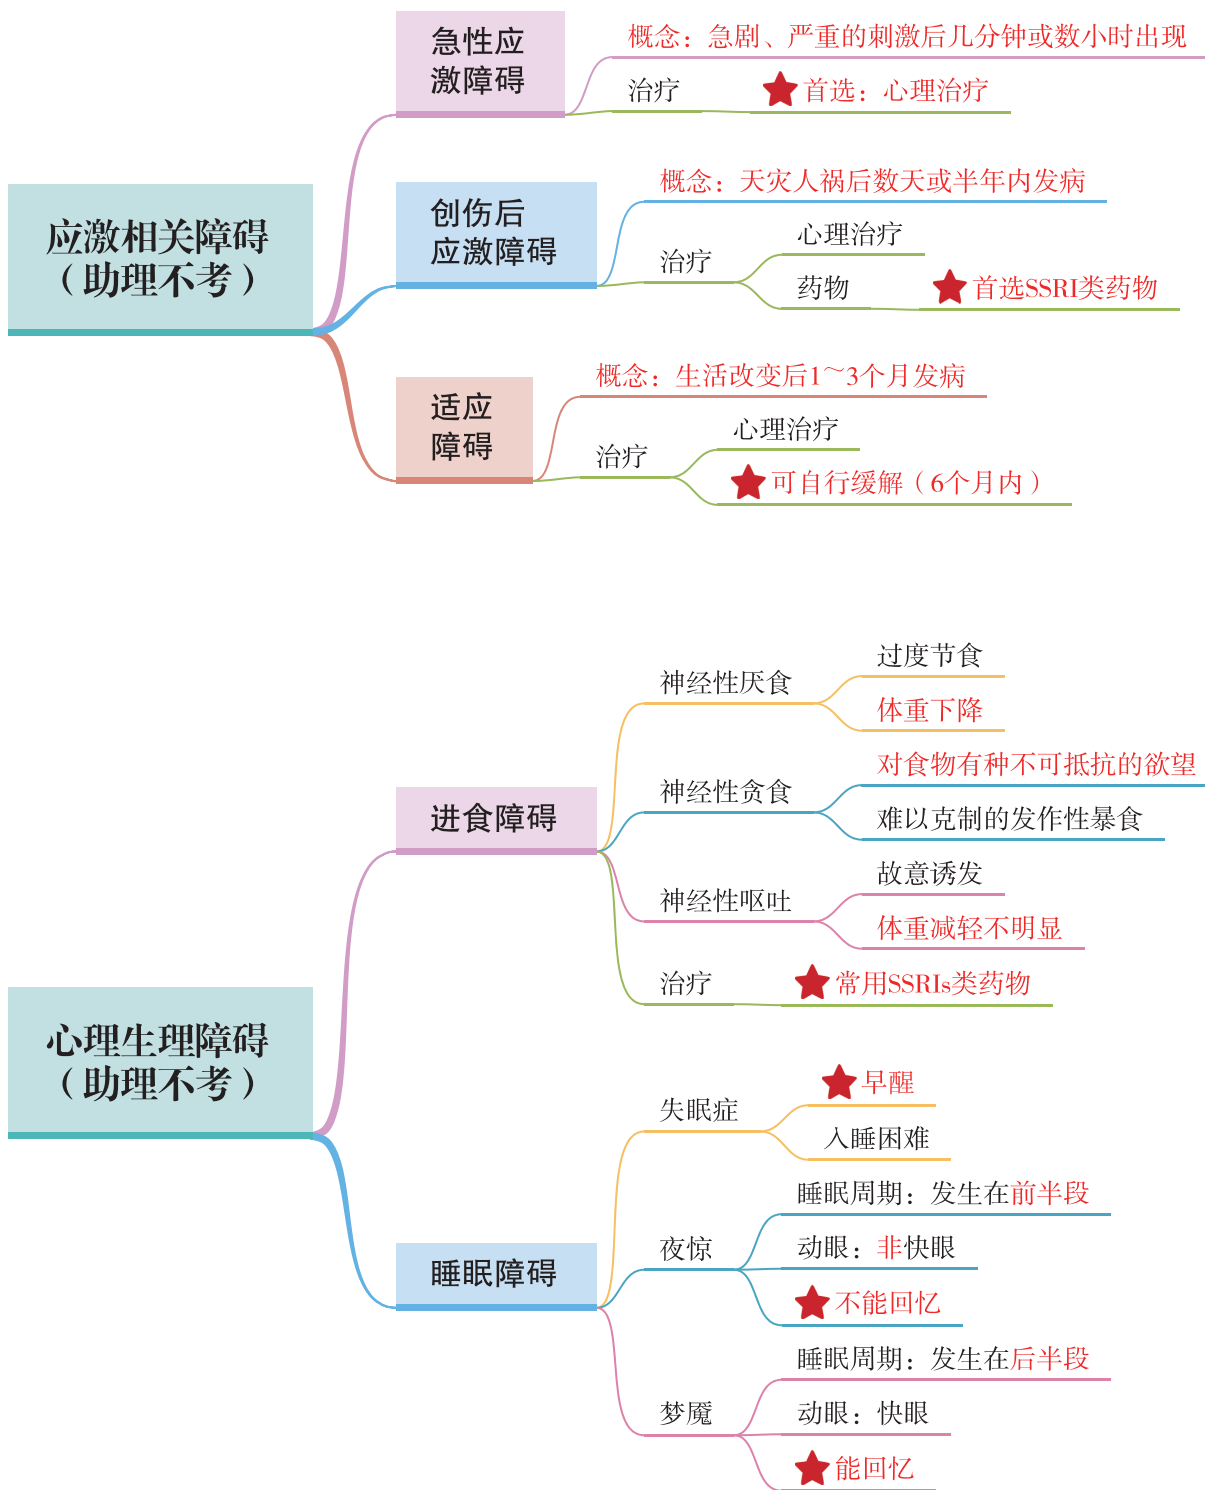 应激相关障碍
（助理不考）
急性应
激障碍
概念：急剧、严重的刺激后几分钟或数小时出现
治疗
首选：心理治疗
创伤后
应激障碍
概念：天灾人祸后数天或半年内发病
治疗
心理治疗
药物
首选SSRI类药物
适应
障碍
概念：生活改变后1～3个月发病
治疗
心理治疗
可自行缓解（6个月内）
心理生理障碍
（助理不考）
进食障碍
神经性厌食
过度节食
体重下降
神经性贪食
对食物有种不可抵抗的欲望
难以克制的发作性暴食
神经性呕吐
故意诱发
体重减轻不明显
治疗
常用SSRIs类药物
睡眠障碍
失眠症
早醒
入睡困难
夜惊
睡眠周期：发生在前半段
动眼：非快眼
不能回忆
梦魇
睡眠周期：发生在后半段
动眼：快眼
能回忆